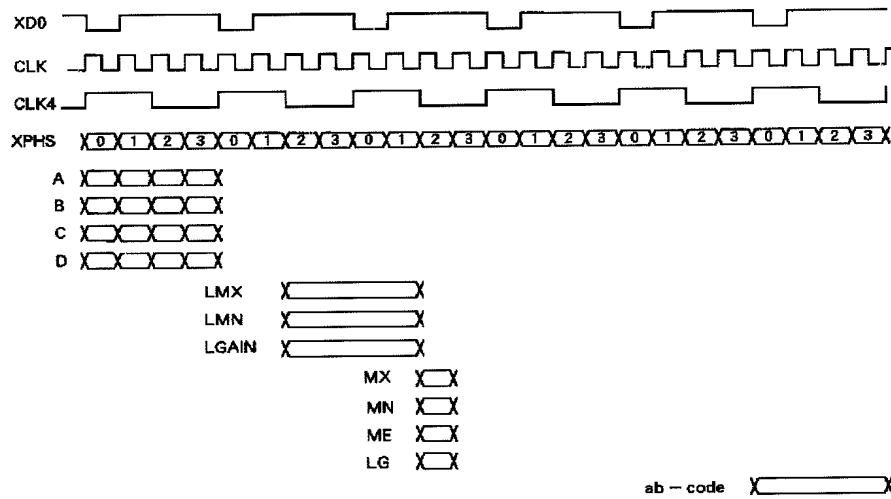 XD0
CLK
CLK4
XPHS 0 1 2 3 0 1 2 3 0 1 2 3 0 1 2 3 0 1 2 3 0 1 2 3
A
B
C
D
LMX
LMN
LGAIN
MX
MN
ME
LG
ab – code